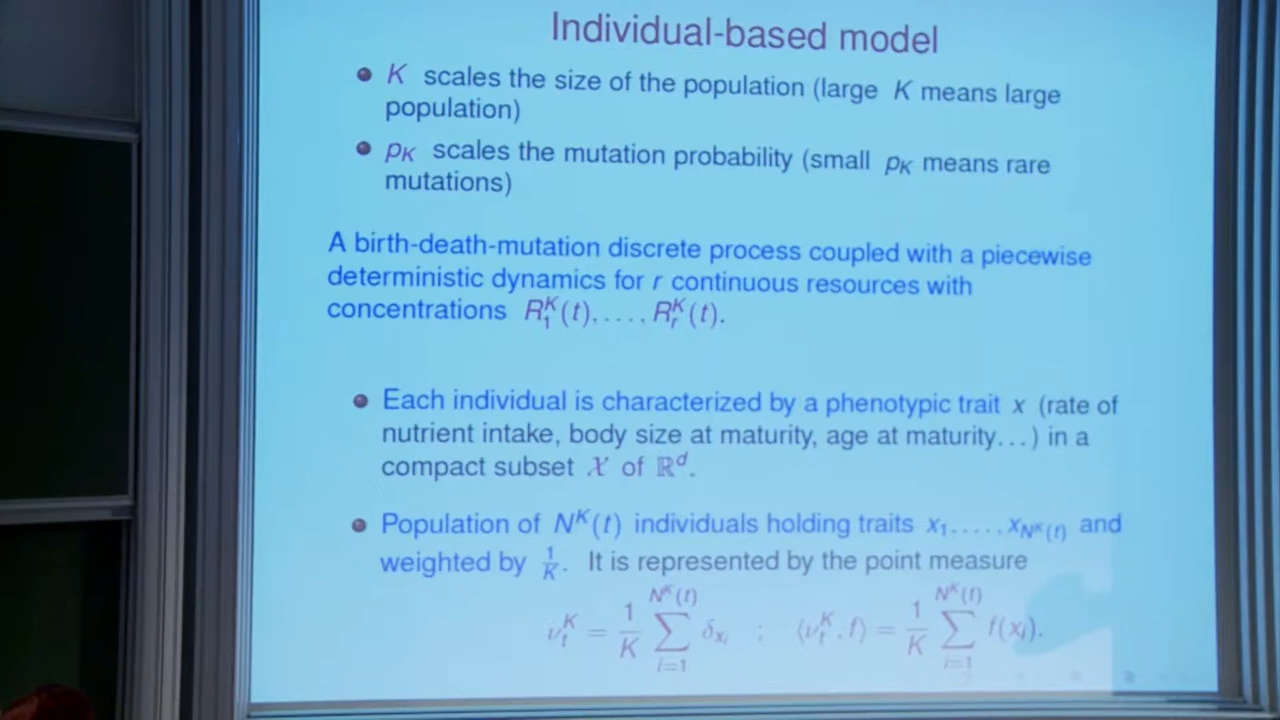 Individual-based model
K scales the size of the population (large K means large
population)
p_K scales the mutation probability (small p_K means rare
mutations)
A birth-death-mutation discrete process coupled with a piecewise
deterministic dynamics for r continuous resources with
concentrations R_1^K(t), . . . , R_r^K(t).
Each individual is characterized by a phenotypic trait x (rate of
nutrient intake, body size at maturity, age at maturity. . . ) in a
compact subset 𝒳 of ℝ^d.
Population of N^K(t) individuals holding traits x_1, . . . , x_{N^K(t)} and
weighted by 1/K. It is represented by the point measure
ν_t^K = 1/K ∑_{i=1}^{N^K(t)} δ_{x_i} ; ⟨ν_t^K, f⟩ = 1/K ∑_{i=1}^{N^K(t)} f(x_i).